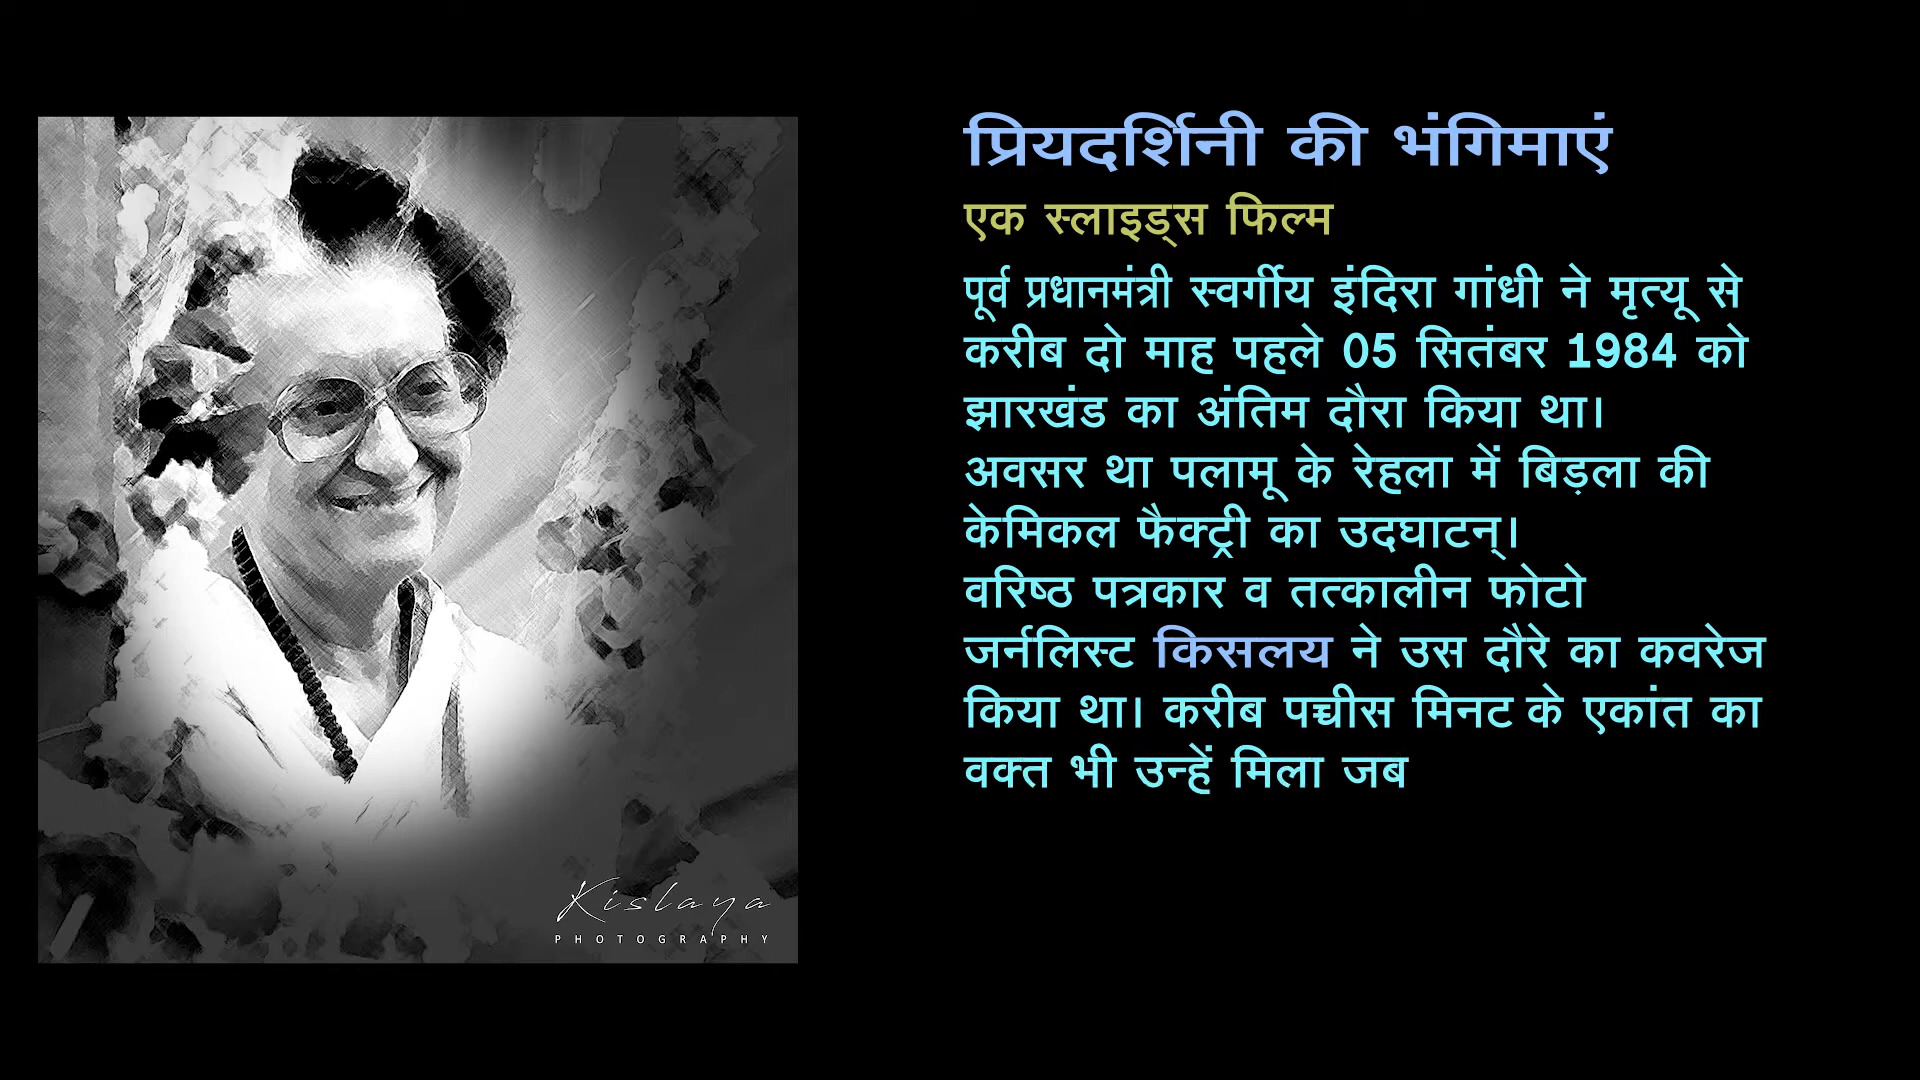 प्रियदर्शिनी की भंगिमाएं
एक स्लाइड्स फिल्म
पूर्व प्रधानमंत्री स्वर्गीय इंदिरा गांधी ने मृत्यू से
करीब दो माह पहले 05 सितंबर 1984 को
झारखंड का अंतिम दौरा किया था।
अवसर था पलामू के रेहला में बिड़ला की
केमिकल फैक्ट्री का उदघाटन्।
वरिष्ठ पत्रकार व तत्कालीन फोटो
जर्नलिस्ट किसलय ने उस दौरे का कवरेज
किया था। करीब पच्चीस मिनट के एकांत का
वक्त भी उन्हें मिला जब
Kislaya
PHOTOGRAPHY